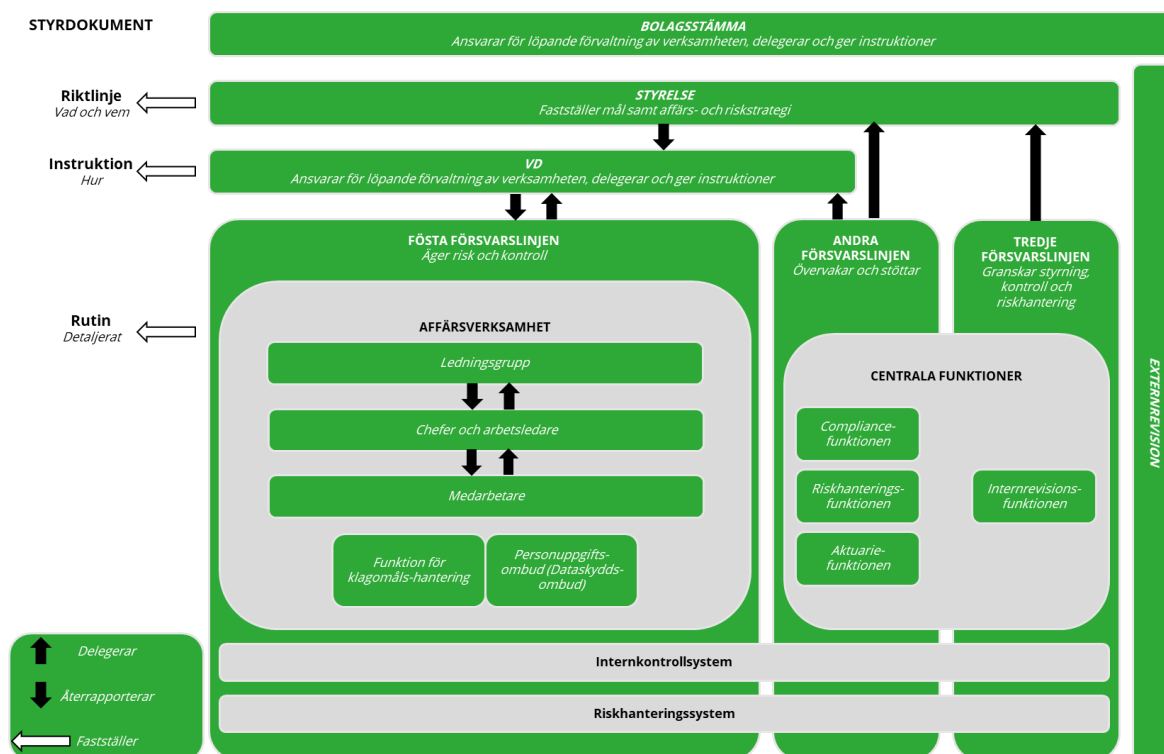 STYRDOKUMENT
BOLAGSSTÄMMA
Ansvarar för löpande förvaltning av verksamheten, delegerar och ger instruktioner
Riktlinje
Vad och vem
STYRELSE
Fastställer mål samt affärs- och riskstrategi
Instruktion
Hur
VD
Ansvarar för löpande förvaltning av verksamheten, delegerar och ger instruktioner
FÖSTA FÖRSVARSLINJEN
Äger risk och kontroll
ANDRA
FÖRSVARSLINJEN
Övervakar och stöttar
TREDJE
FÖRSVARSLINJEN
Granskar styrning,
kontroll och
riskhantering
Rutin
Detaljerat
AFFÄRSVERKSAMHET
Ledningsgrupp
Chefer och arbetsledare
Medarbetare
Funktion för
klagomåls-hantering
Personuppgifts-
ombud (Dataskydds-
ombud)
CENTRALA FUNKTIONER
Compliance-
funktionen
Riskhanterings-
funktionen
Aktuarie-
funktionen
Internrevisions-
funktionen
EXTERNREVISION
Internkontrollsystem
Riskhanteringssystem
Delegerar
Återrapporterar
Fastställer